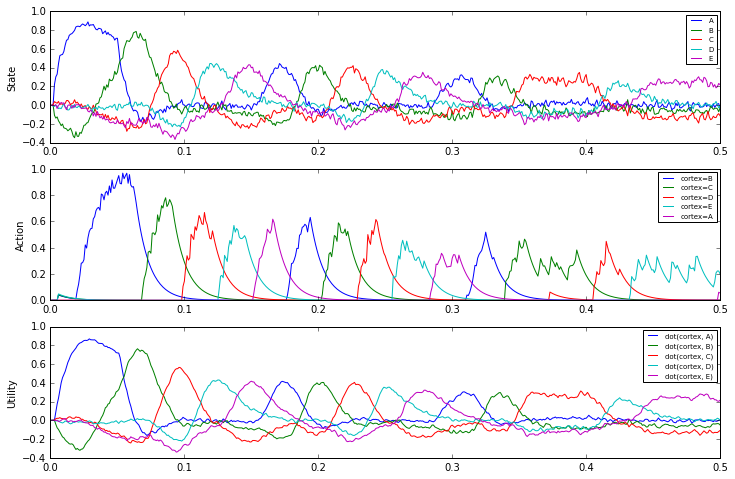 1.0
0.8
0.6
0.4
0.2
0.0
−0.2
−0.4
State
A
B
C
D
E
0.0 0.1 0.2 0.3 0.4 0.5
1.0
0.8
0.6
0.4
0.2
0.0
Action
cortex=B
cortex=C
cortex=D
cortex=E
cortex=A
0.0 0.1 0.2 0.3 0.4 0.5
1.0
0.8
0.6
0.4
0.2
0.0
−0.2
−0.4
Utility
dot(cortex, A)
dot(cortex, B)
dot(cortex, C)
dot(cortex, D)
dot(cortex, E)
0.0 0.1 0.2 0.3 0.4 0.5